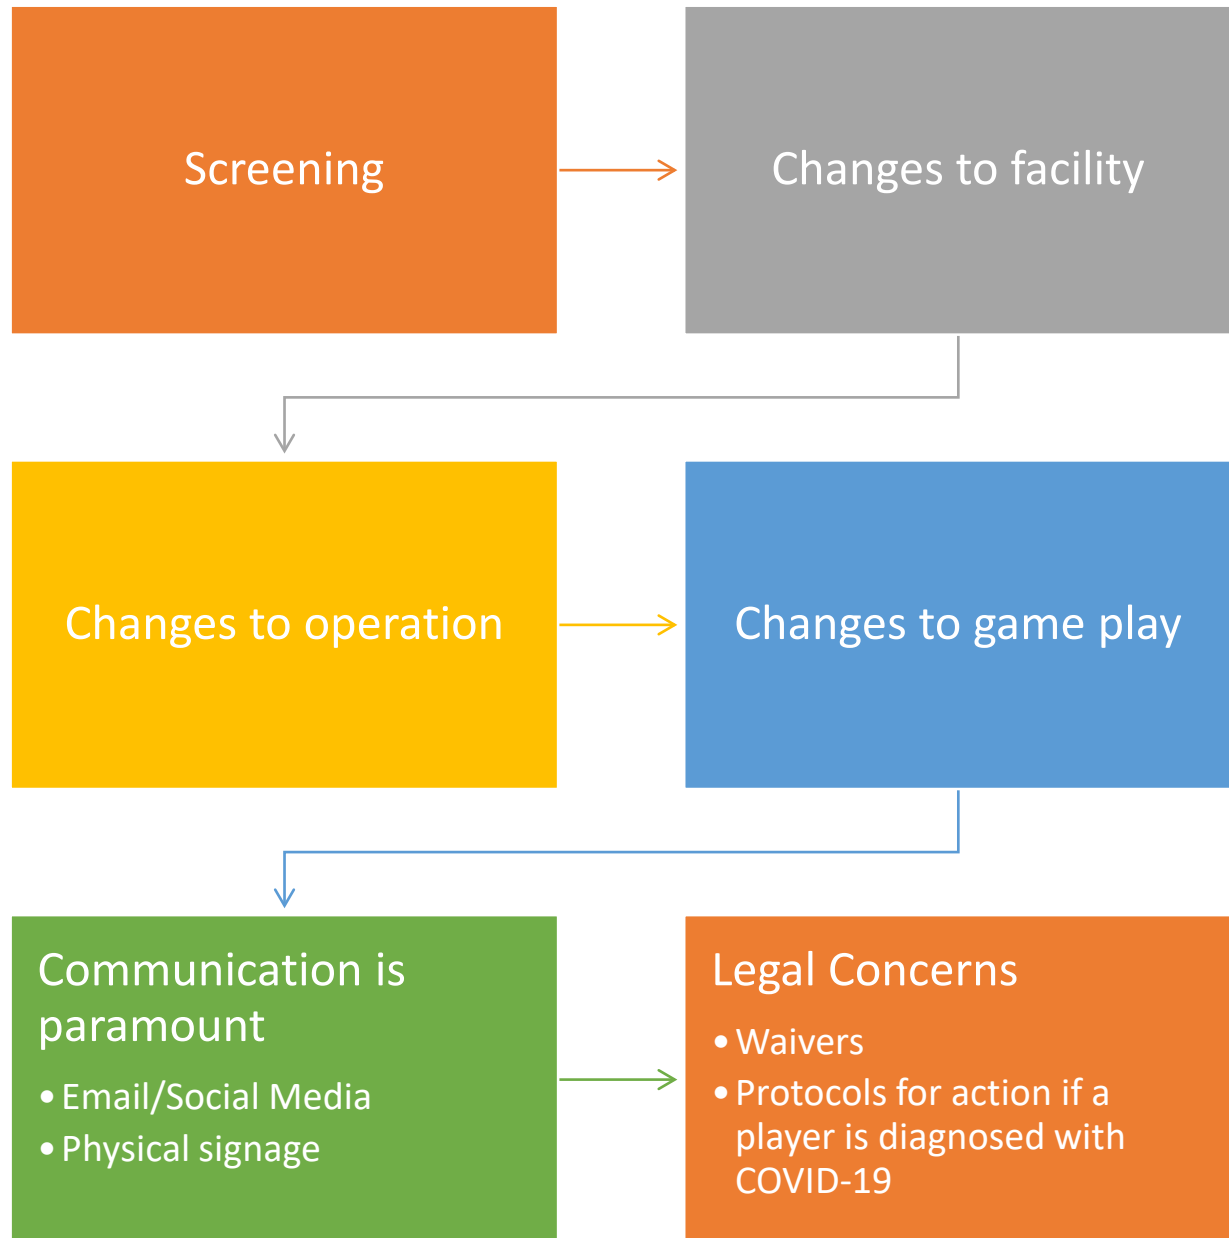 Screening
Changes to facility
Changes to operation
Changes to game play
Communication is
paramount
• Email/Social Media
• Physical signage
Legal Concerns
• Waivers
• Protocols for action if a
player is diagnosed with
COVID-19